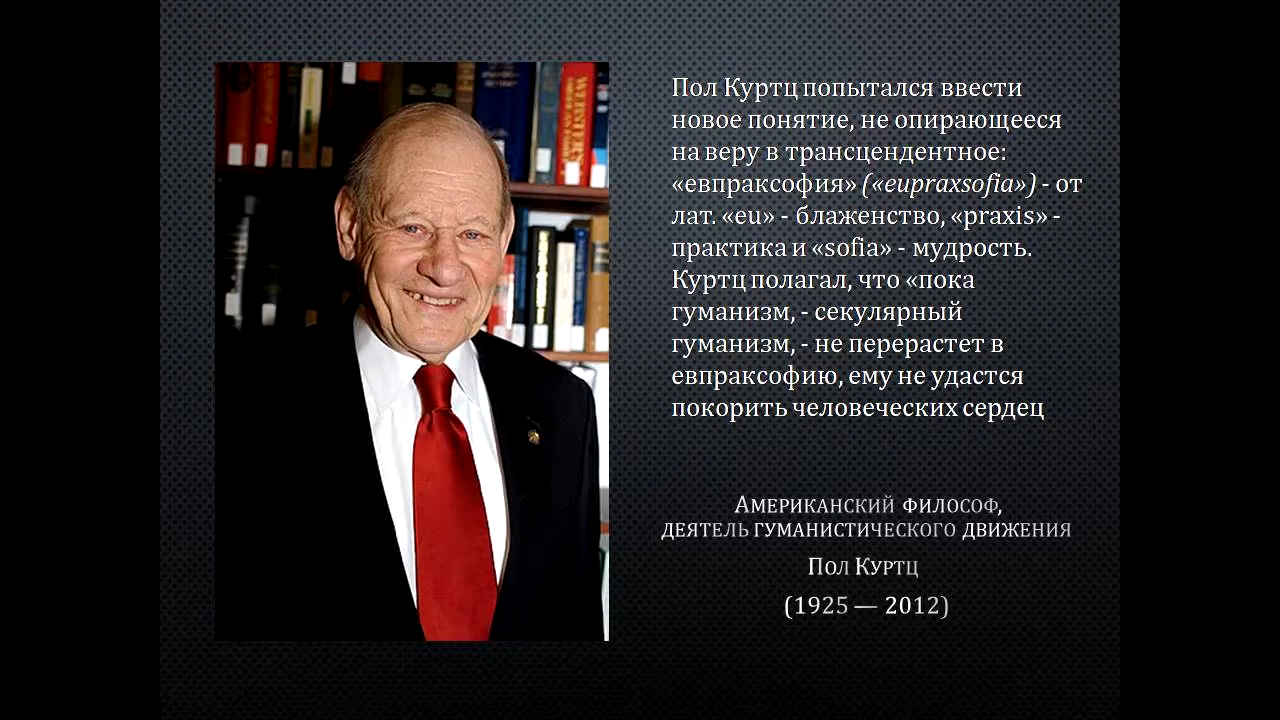 Пол Куртц попытался ввести
новое понятие, не опирающееся
на веру в трансцендентное:
«евпраксофия» («eupraxsofia») - от
лат. «eu» - блаженство, «praxis» -
практика и «sofia» - мудрость.
Куртц полагал, что «пока
гуманизм, - секулярный
гуманизм, - не перерастет в
евпраксофию, ему не удастся
покорить человеческих сердец
Американский философ,
деятель гуманистического движения
Пол Куртц
(1925 — 2012)
WEBSTER'S